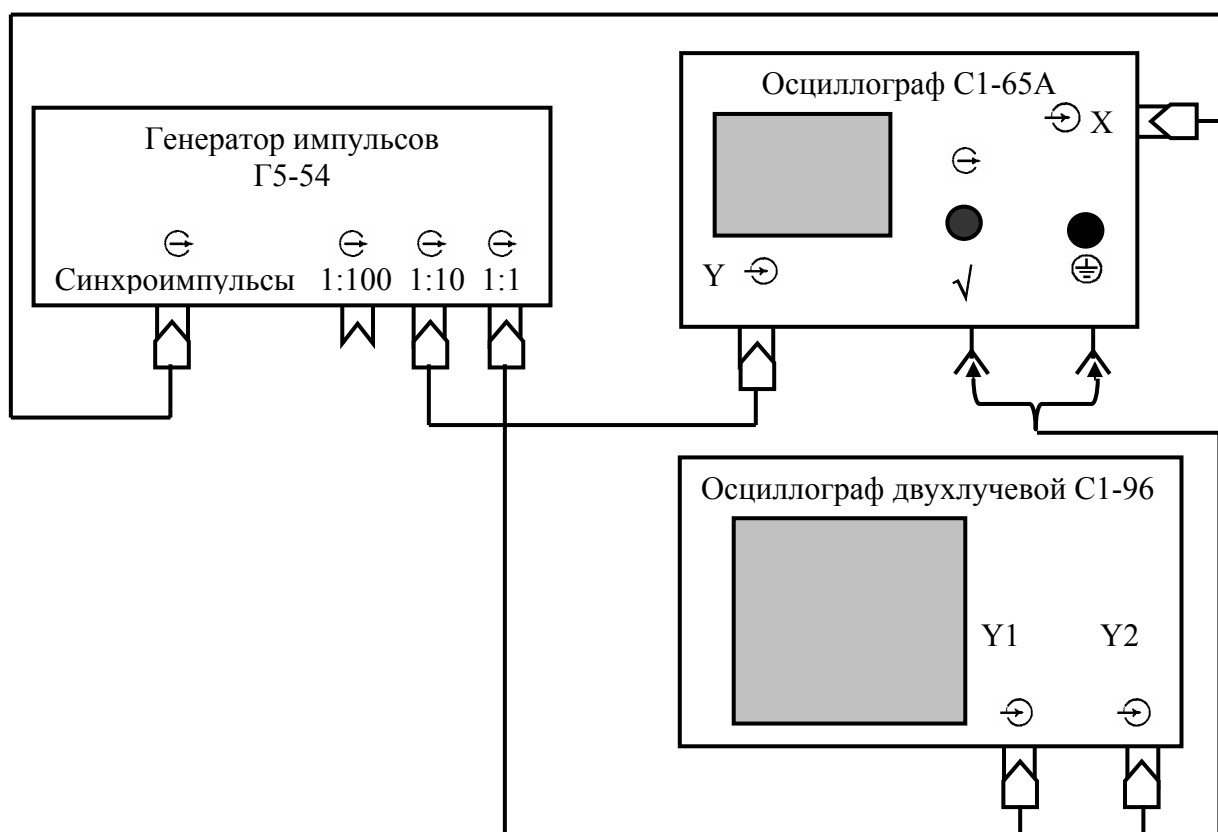 Осциллограф С1-65А
X
Генератор импульсов
Г5-54
Синхроимпульсы 1:100 1:10 1:1
Y
√
Осциллограф двухлучевой С1-96
Y1 Y2